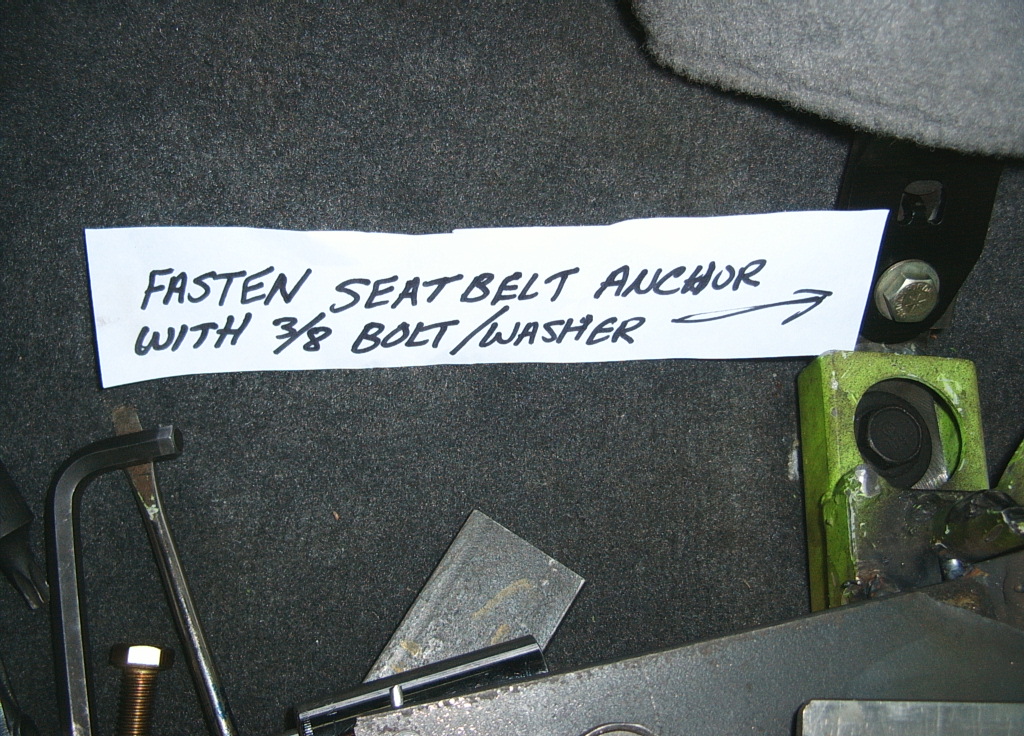 FASTEN SEATBELT ANCHOR
WITH 3/8 BOLT/WASHER